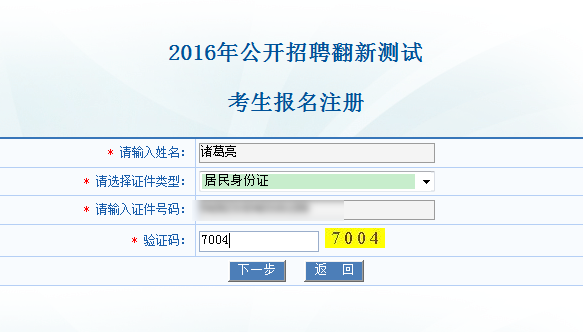 2016年公开招聘翻新测试
考生报名注册
* 请输入姓名: 诸葛亮
* 请选择证件类型: 居民身份证
* 请输入证件号码:
* 验证码: 7004 7004
下一步 返 回